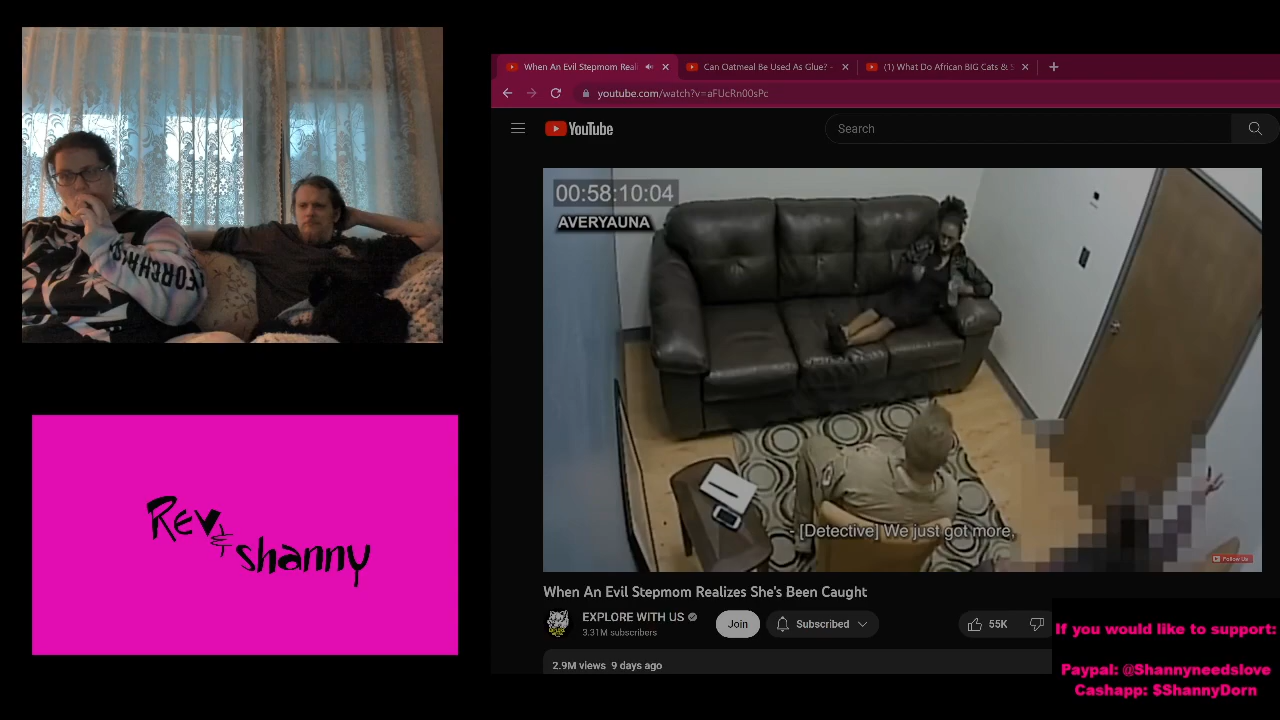 When An Evil Stepmom Reali
Can Oatmeal Be Used As Glue? -
(1) What Do African BIG Cats &
youtube.com/watch?v=aFUcRn00sPc
YouTube
Search
00:58:10:04
AVERYAUNA
- [Detective] We just got more,
Follow Us
When An Evil Stepmom Realizes She's Been Caught
EXPLORE WITH US
3.31M subscribers
Join
Subscribed
55K
2.9M views 9 days ago
Rev
&
shanny
If you would like to support:
Paypal: @Shannyneedslove
Cashapp: $ShannyDorn